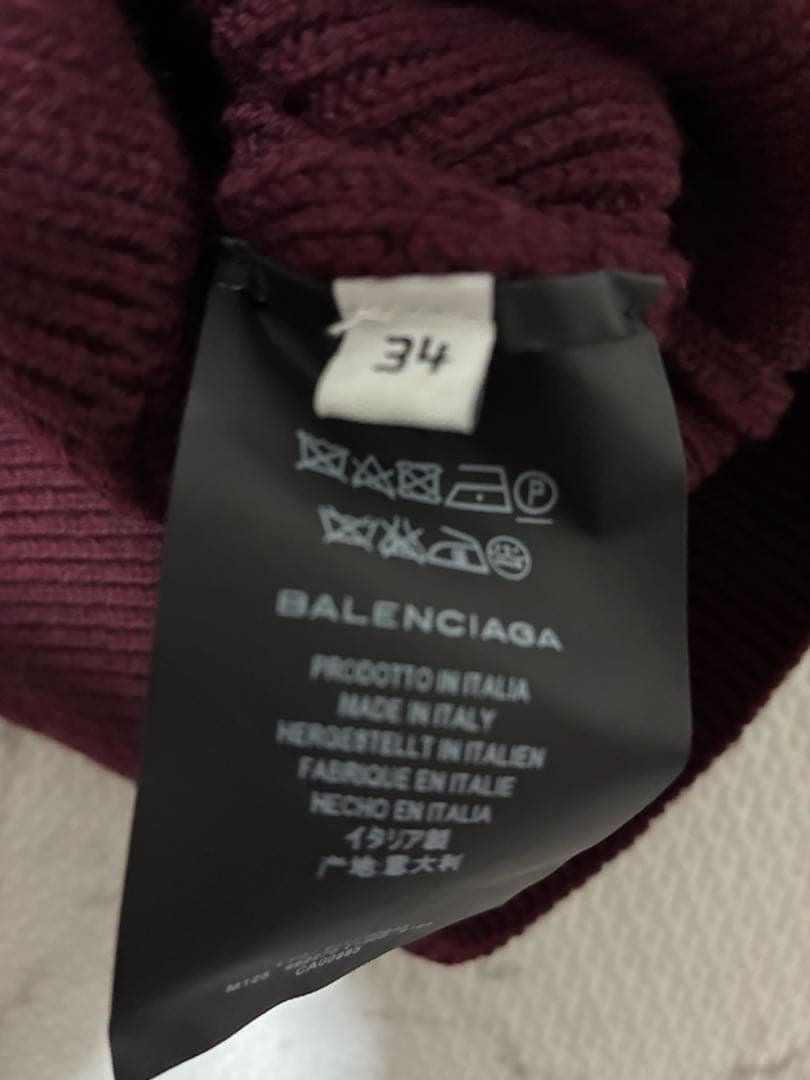 34
P
BALENCIAGA
PRODOTTO IN ITALIA
MADE IN ITALY
HERGESTELLT IN ITALIEN
FABRIQUE EN ITALIE
HECHO EN ITALIA
イタリア製
产地:意大利
CA00893